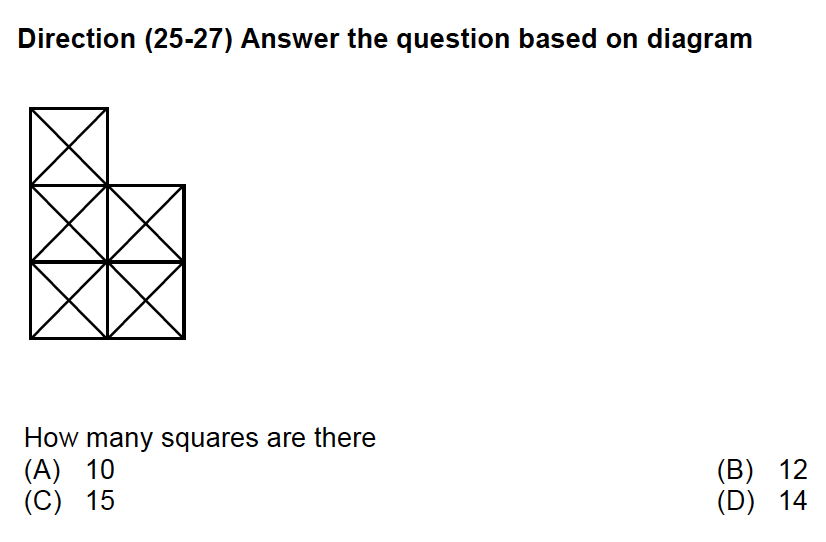 Direction (25-27) Answer the question based on diagram
How many squares are there
(A) 10 (B) 12
(C) 15 (D) 14